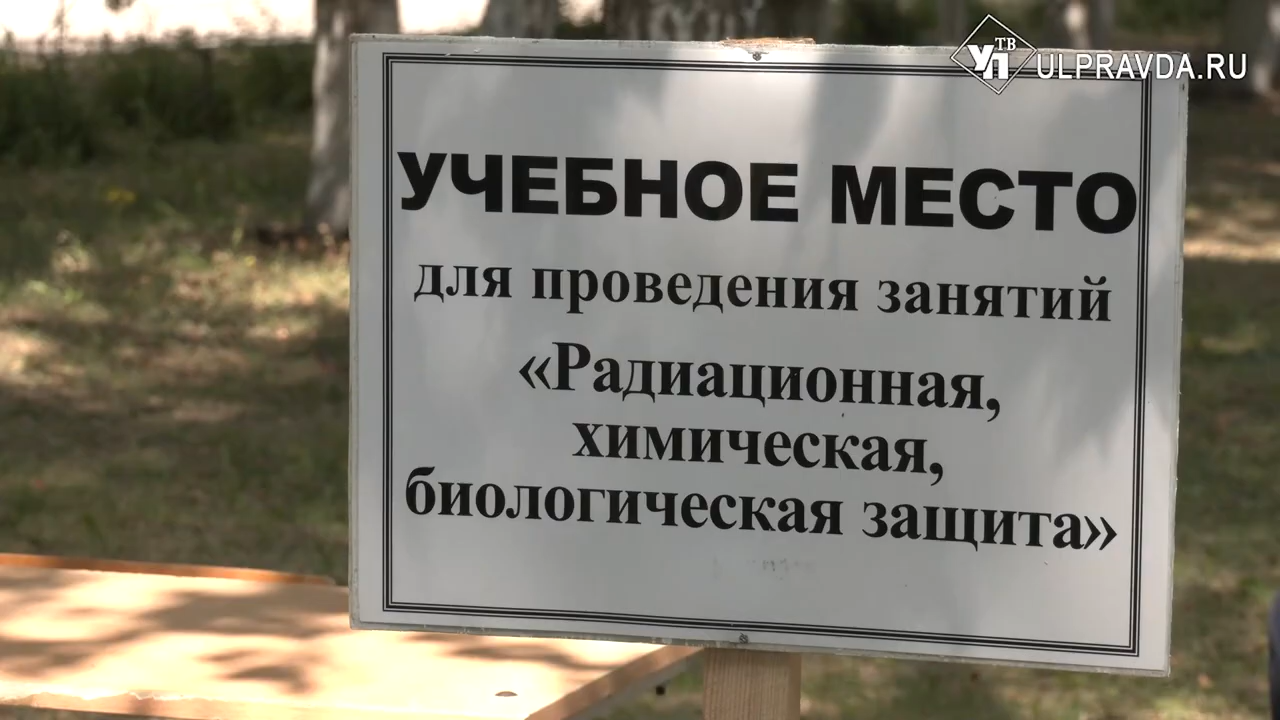 УП ТВ ULPRAVDA.RU
УЧЕБНОЕ МЕСТО
для проведения занятий
«Радиационная,
химическая,
биологическая защита»